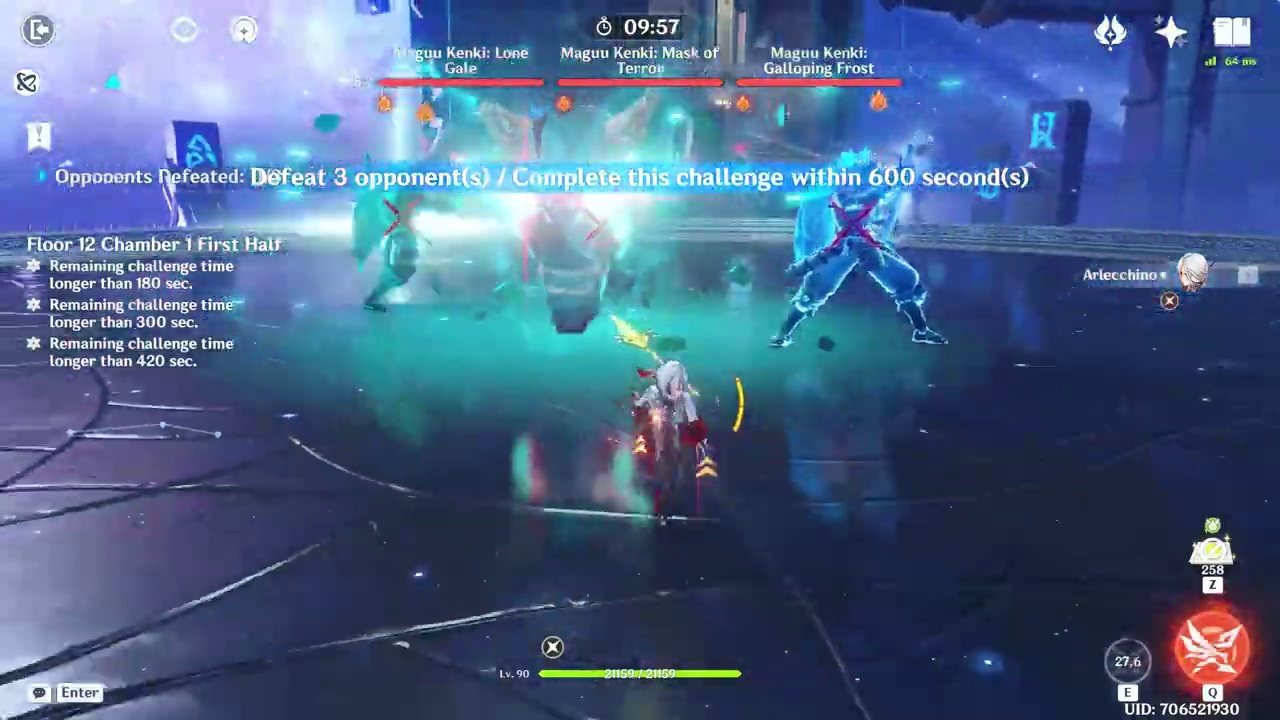 09:57
Maguu Kenki: Lone
Gale
Maguu Kenki: Mask of
Terror
Maguu Kenki:
Galloping Frost
64 ms
Opponents Defeated:
Defeat 3 opponent(s) / Complete this challenge within 600 second(s)
Floor 12 Chamber 1 First Half
Remaining challenge time
longer than 180 sec.
Remaining challenge time
longer than 300 sec.
Remaining challenge time
longer than 420 sec.
Arlecchino
258
Z
27.6
E
Q
Lv. 90
21159 / 21159
Enter
UID: 706521930